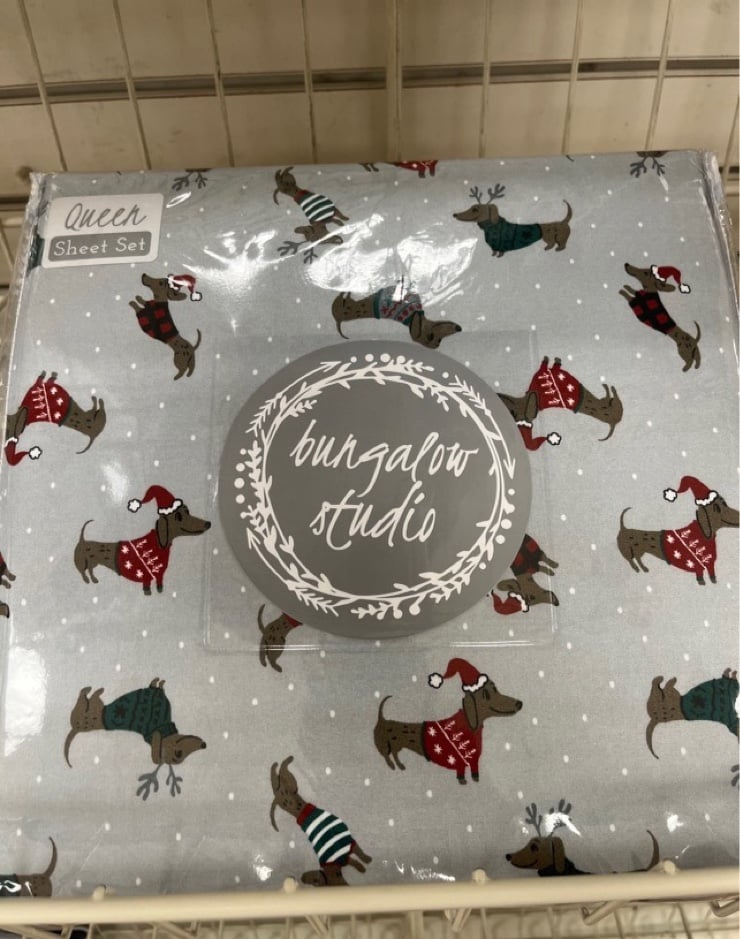 Queen
Sheet Set
bungalow
studio